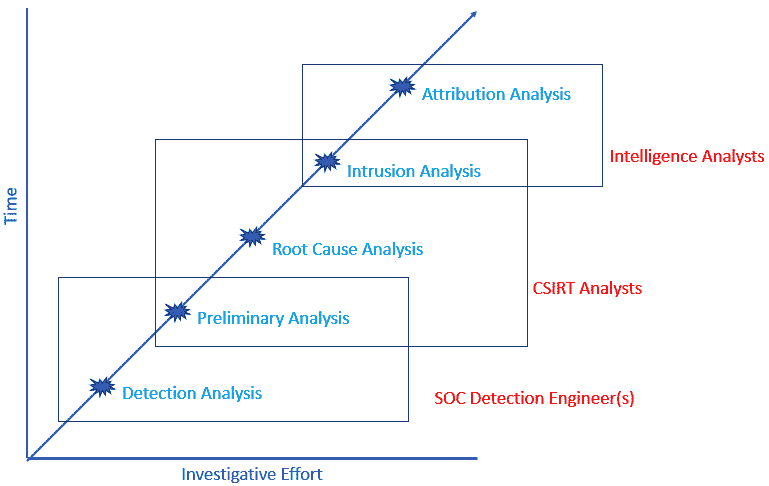 Attribution Analysis
Intelligence Analysts
Intrusion Analysis
Time
Root Cause Analysis
CSIRT Analysts
Preliminary Analysis
Detection Analysis
SOC Detection Engineer(s)
Investigative Effort